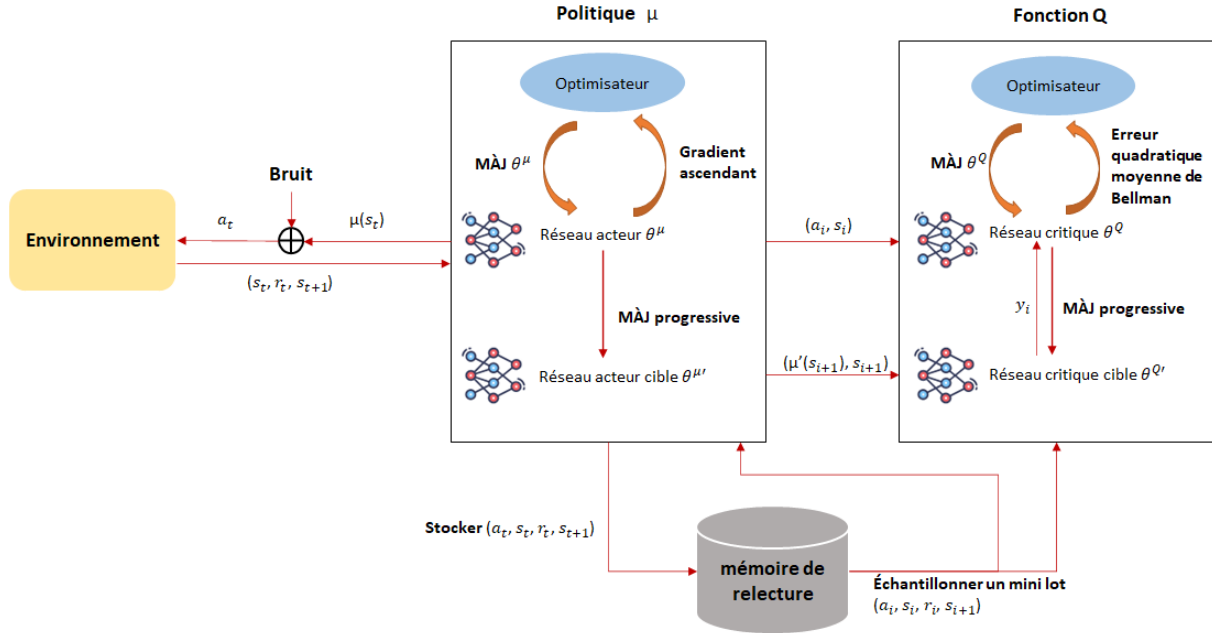 Politique μ
Fonction Q
Optimisateur
Optimisateur
MÀJ θ^μ
Gradient
ascendant
MÀJ θ^Q
Erreur
quadratique
moyenne de
Bellman
Bruit
Environnement
a_t
μ(s_t)
(s_t, r_t, s_{t+1})
Réseau acteur θ^μ
(a_i, s_i)
Réseau critique θ^Q
MÀJ progressive
y_i
MÀJ progressive
Réseau acteur cible θ^{μ′}
(μ'(s_{i+1}), s_{i+1})
Réseau critique cible θ^{Q′}
Stocker (a_t, s_t, r_t, s_{t+1})
mémoire de
relecture
Échantillonner un mini lot
(a_i, s_i, r_i, s_{i+1})